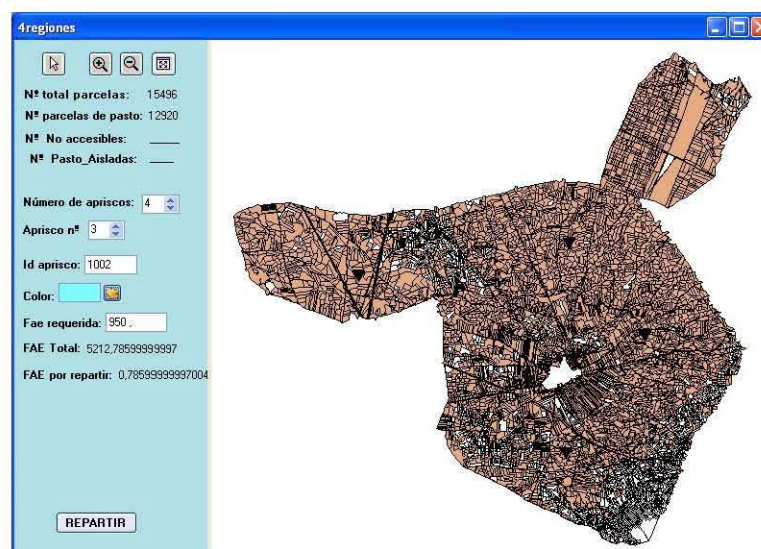 4regiones
Nº total parcelas: 15496
Nº parcelas de pasto: 12920
Nº No accesibles:
Nº Pasto_Aisladas:
Número de apriscos: 4
Aprisco nº 3
Id aprisco: 1002
Color:
Fae requerida: 950,
FAE Total: 5212,78599999997
FAE por repartir: 0,78599999997004
REPARTIR